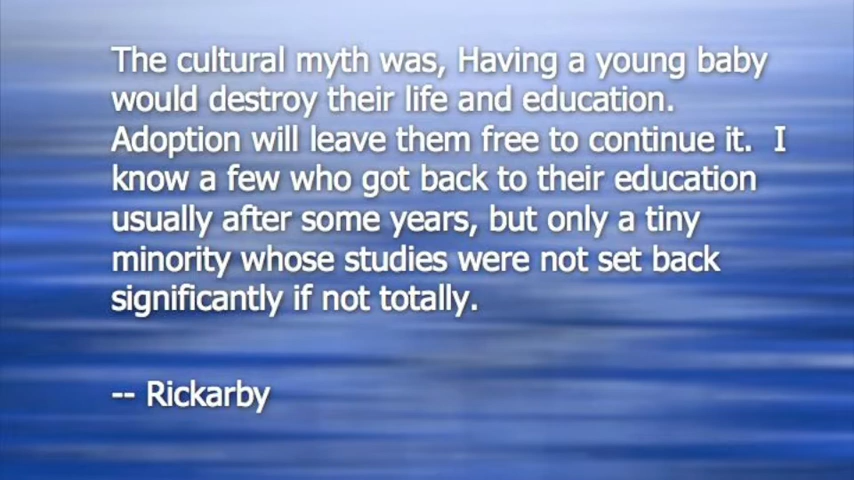 The cultural myth was, Having a young baby
would destroy their life and education.
Adoption will leave them free to continue it.  I
know a few who got back to their education
usually after some years, but only a tiny
minority whose studies were not set back
significantly if not totally.
-- Rickarby